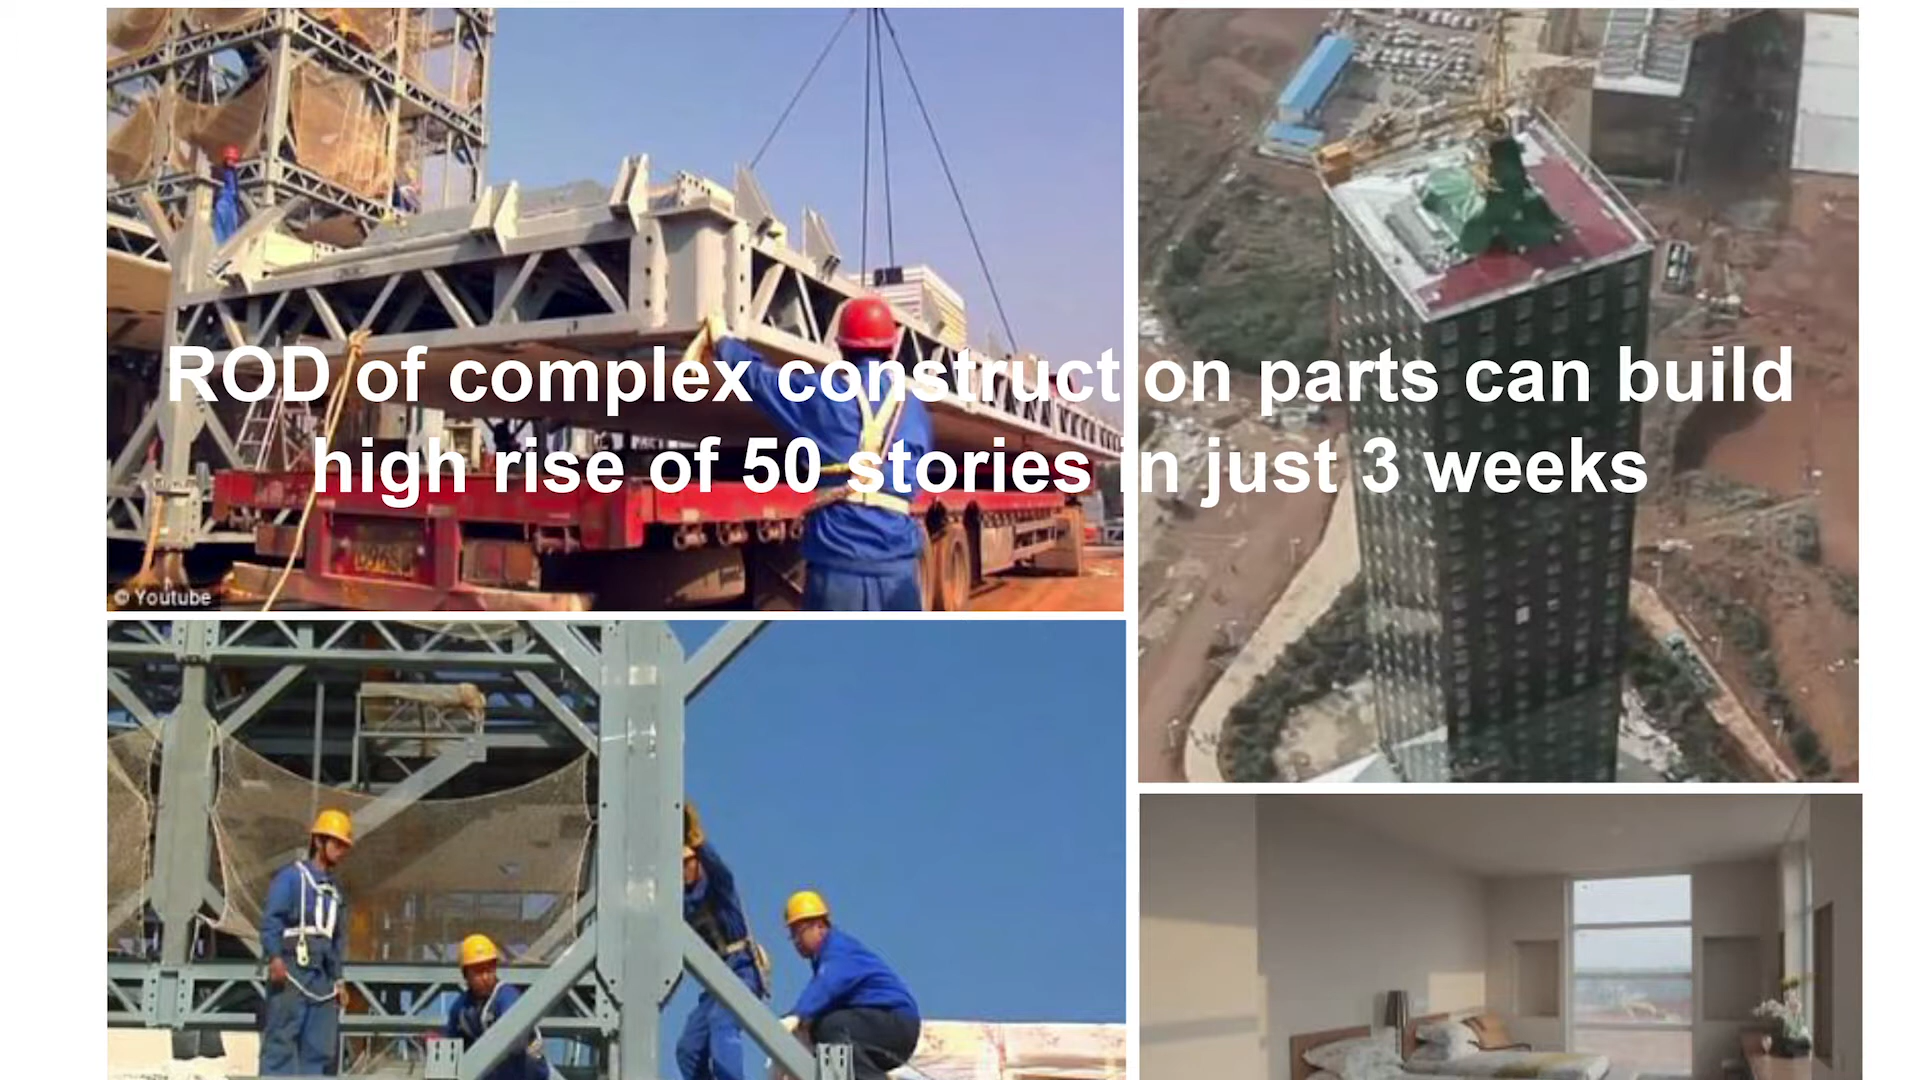 ROD of complex construction parts can build
high rise of 50 stories in just 3 weeks
© Youtube